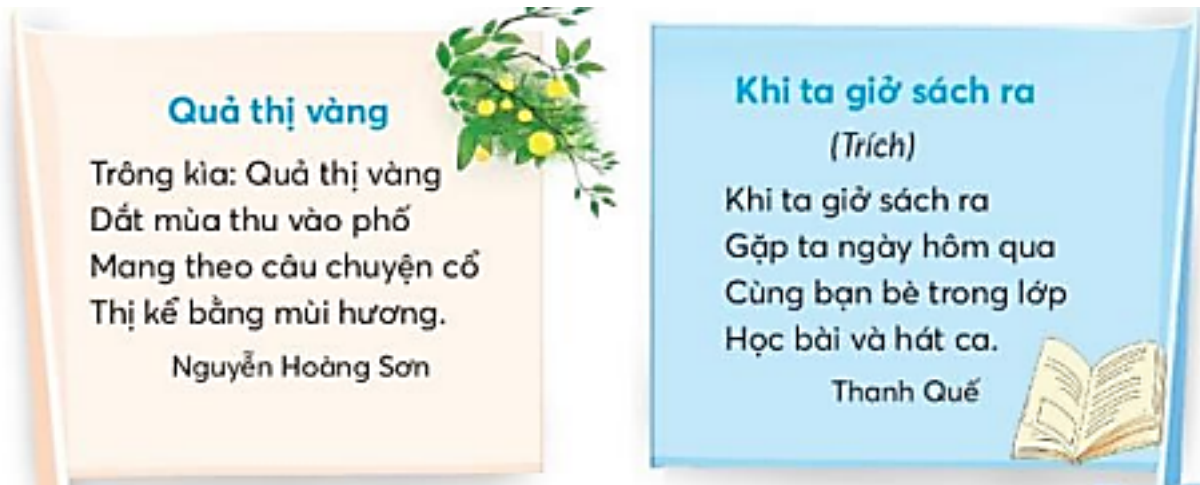 Quả thị vàng
Trông kìa: Quả thị vàng
Dắt mùa thu vào phố
Mang theo câu chuyện cổ
Thị kể bằng mùi hương.
Nguyễn Hoàng Sơn
Khi ta giở sách ra
(Trích)
Khi ta giở sách ra
Gặp ta ngày hôm qua
Cùng bạn bè trong lớp
Học bài và hát ca.
Thanh Quế